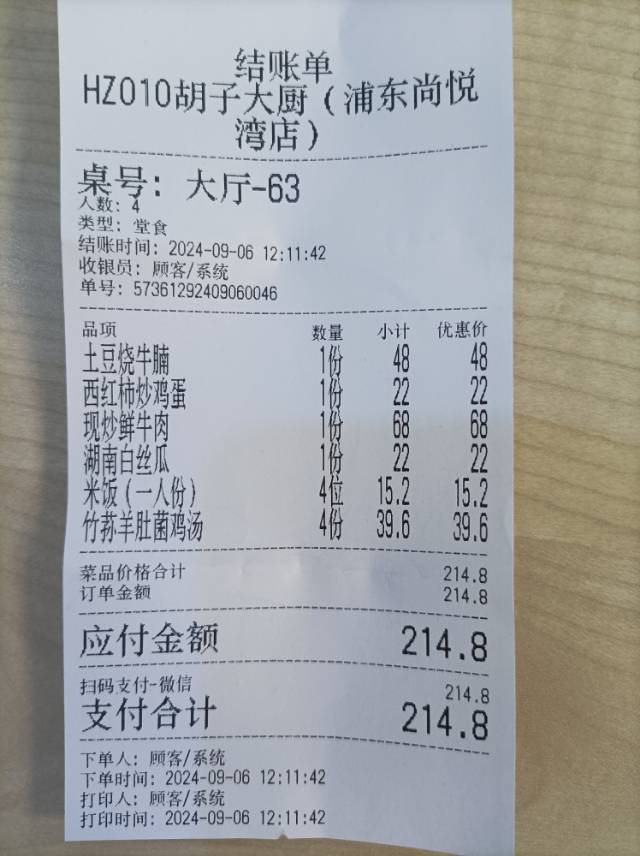 结账单
HZ010胡子大厨（浦东尚悦
湾店）
桌号：大厅-63
人数：4
类型：堂食
结账时间：2024-09-06 12:11:42
收银员：顾客/系统
单号：57361292409060046
品项 数量 小计 优惠价
土豆烧牛腩 1份 48 48
西红柿炒鸡蛋 1份 22 22
现炒鲜牛肉 1份 68 68
湖南白丝瓜 1份 22 22
米饭（一人份） 4位 15.2 15.2
竹荪羊肚菌鸡汤 4份 39.6 39.6
菜品价格合计 214.8
订单金额 214.8
应付金额 214.8
扫码支付-微信 214.8
支付合计 214.8
下单人：顾客/系统
下单时间：2024-09-06 12:11:42
打印人：顾客/系统
打印时间：2024-09-06 12:11:42